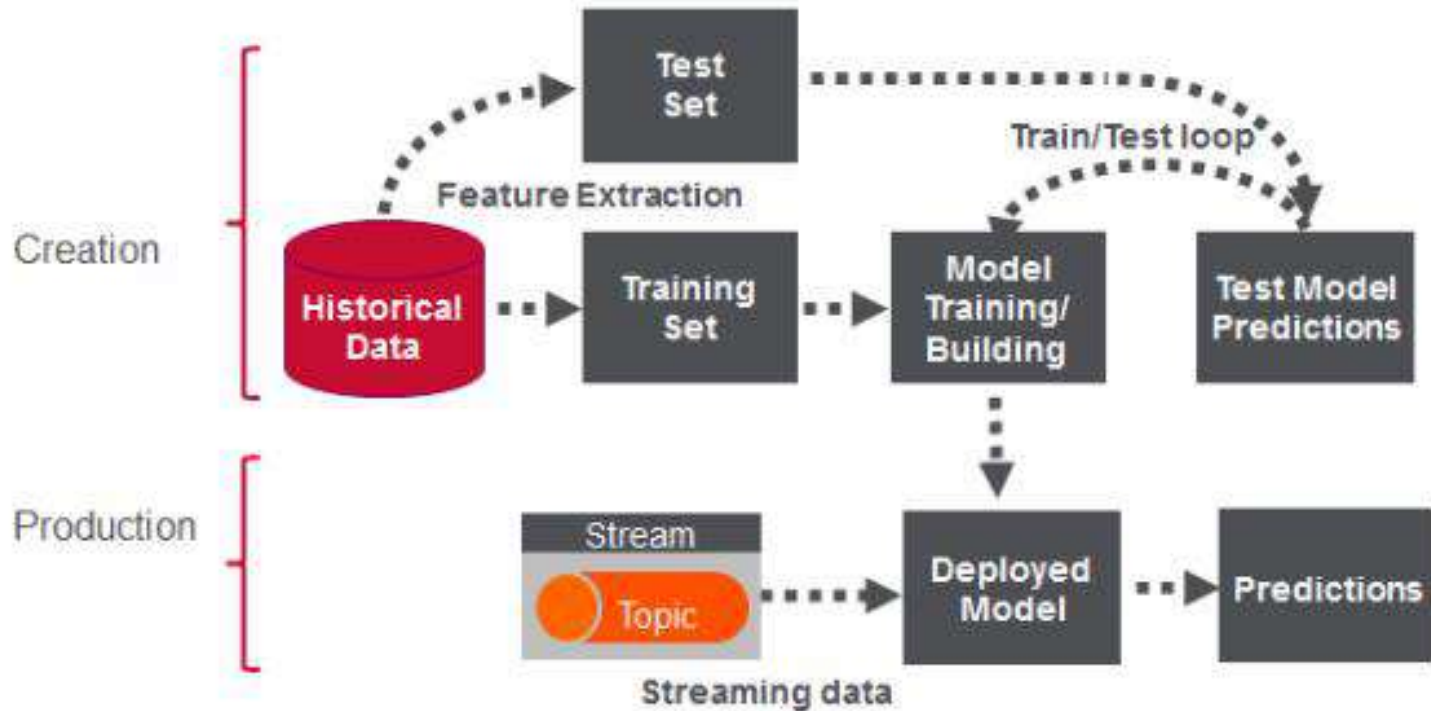 Test
Set
Train/Test loop
Feature Extraction
Creation
Historical
Data
Training
Set
Model
Training/
Building
Test Model
Predictions
Production
Stream
Topic
Deployed
Model
Predictions
Streaming data